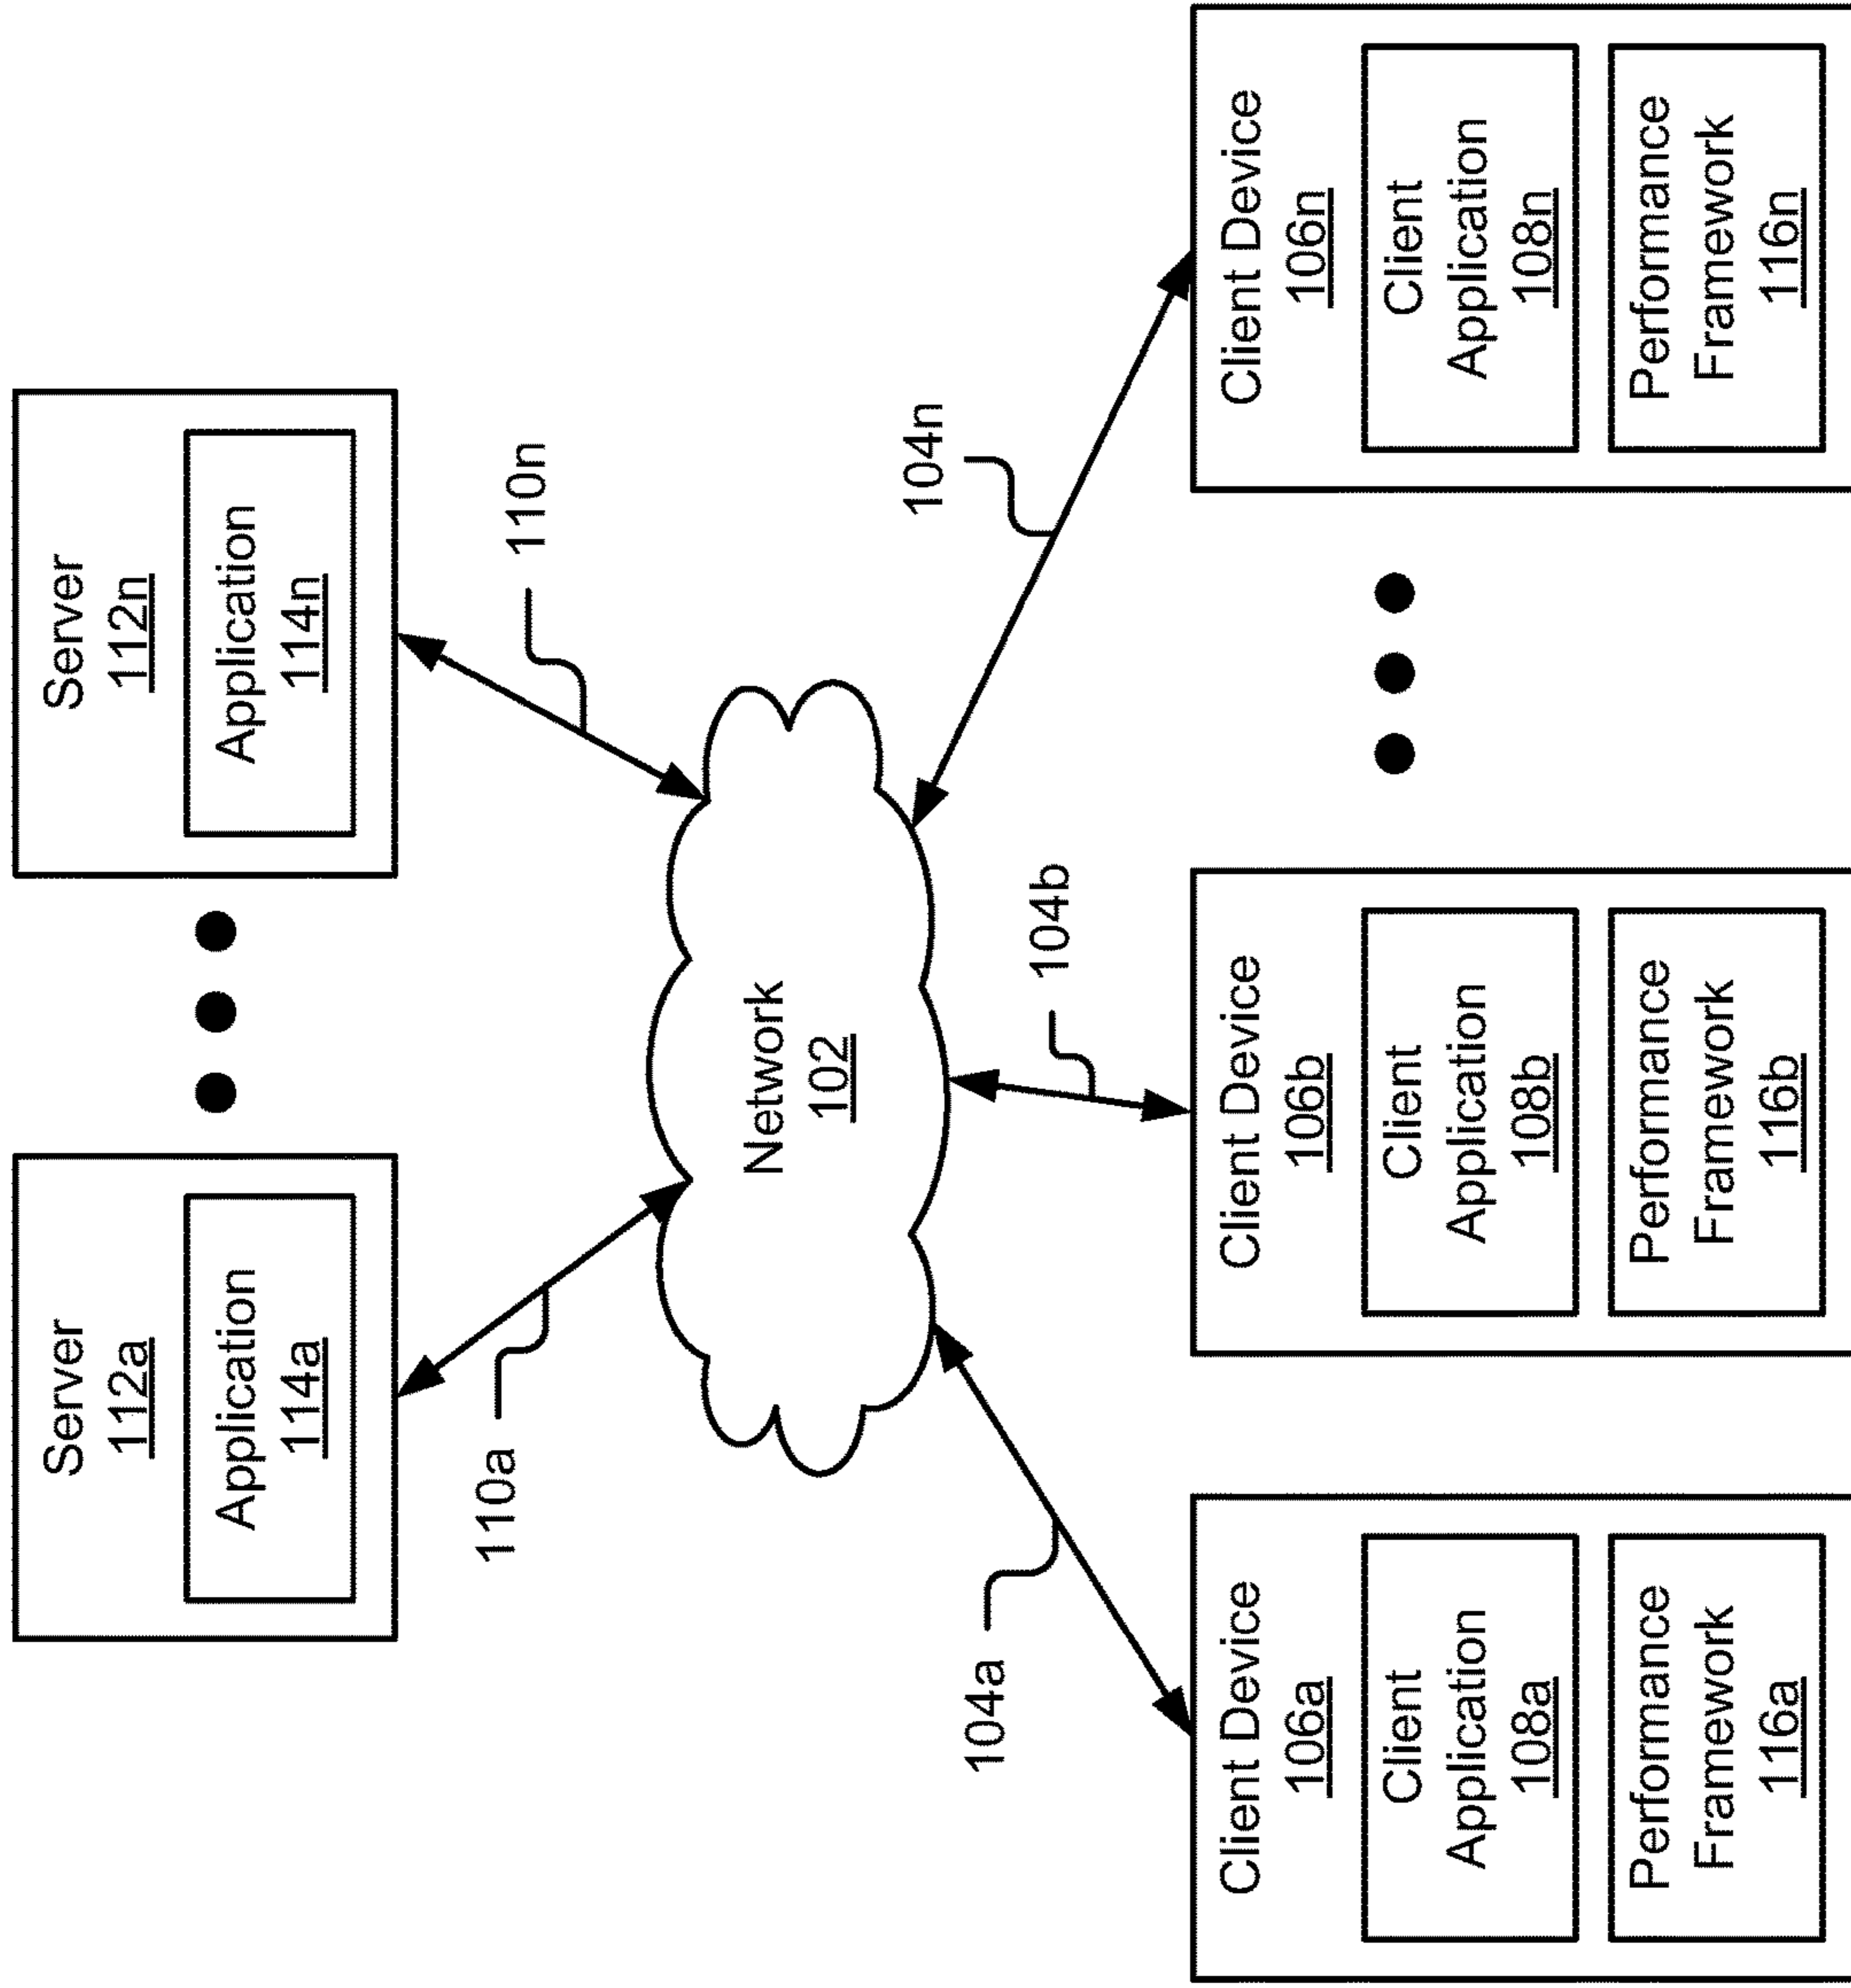 Server
112a
Application
114a
Server
112n
Application
114n
110a
110n
Network
102
104a
104b
104n
Client Device
106a
Client
Application
108a
Performance
Framework
116a
Client Device
106b
Client
Application
108b
Performance
Framework
116b
Client Device
106n
Client
Application
108n
Performance
Framework
116n